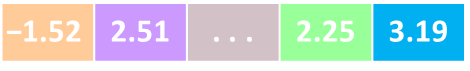 −1.52 2.51 . . . 2.25 3.19